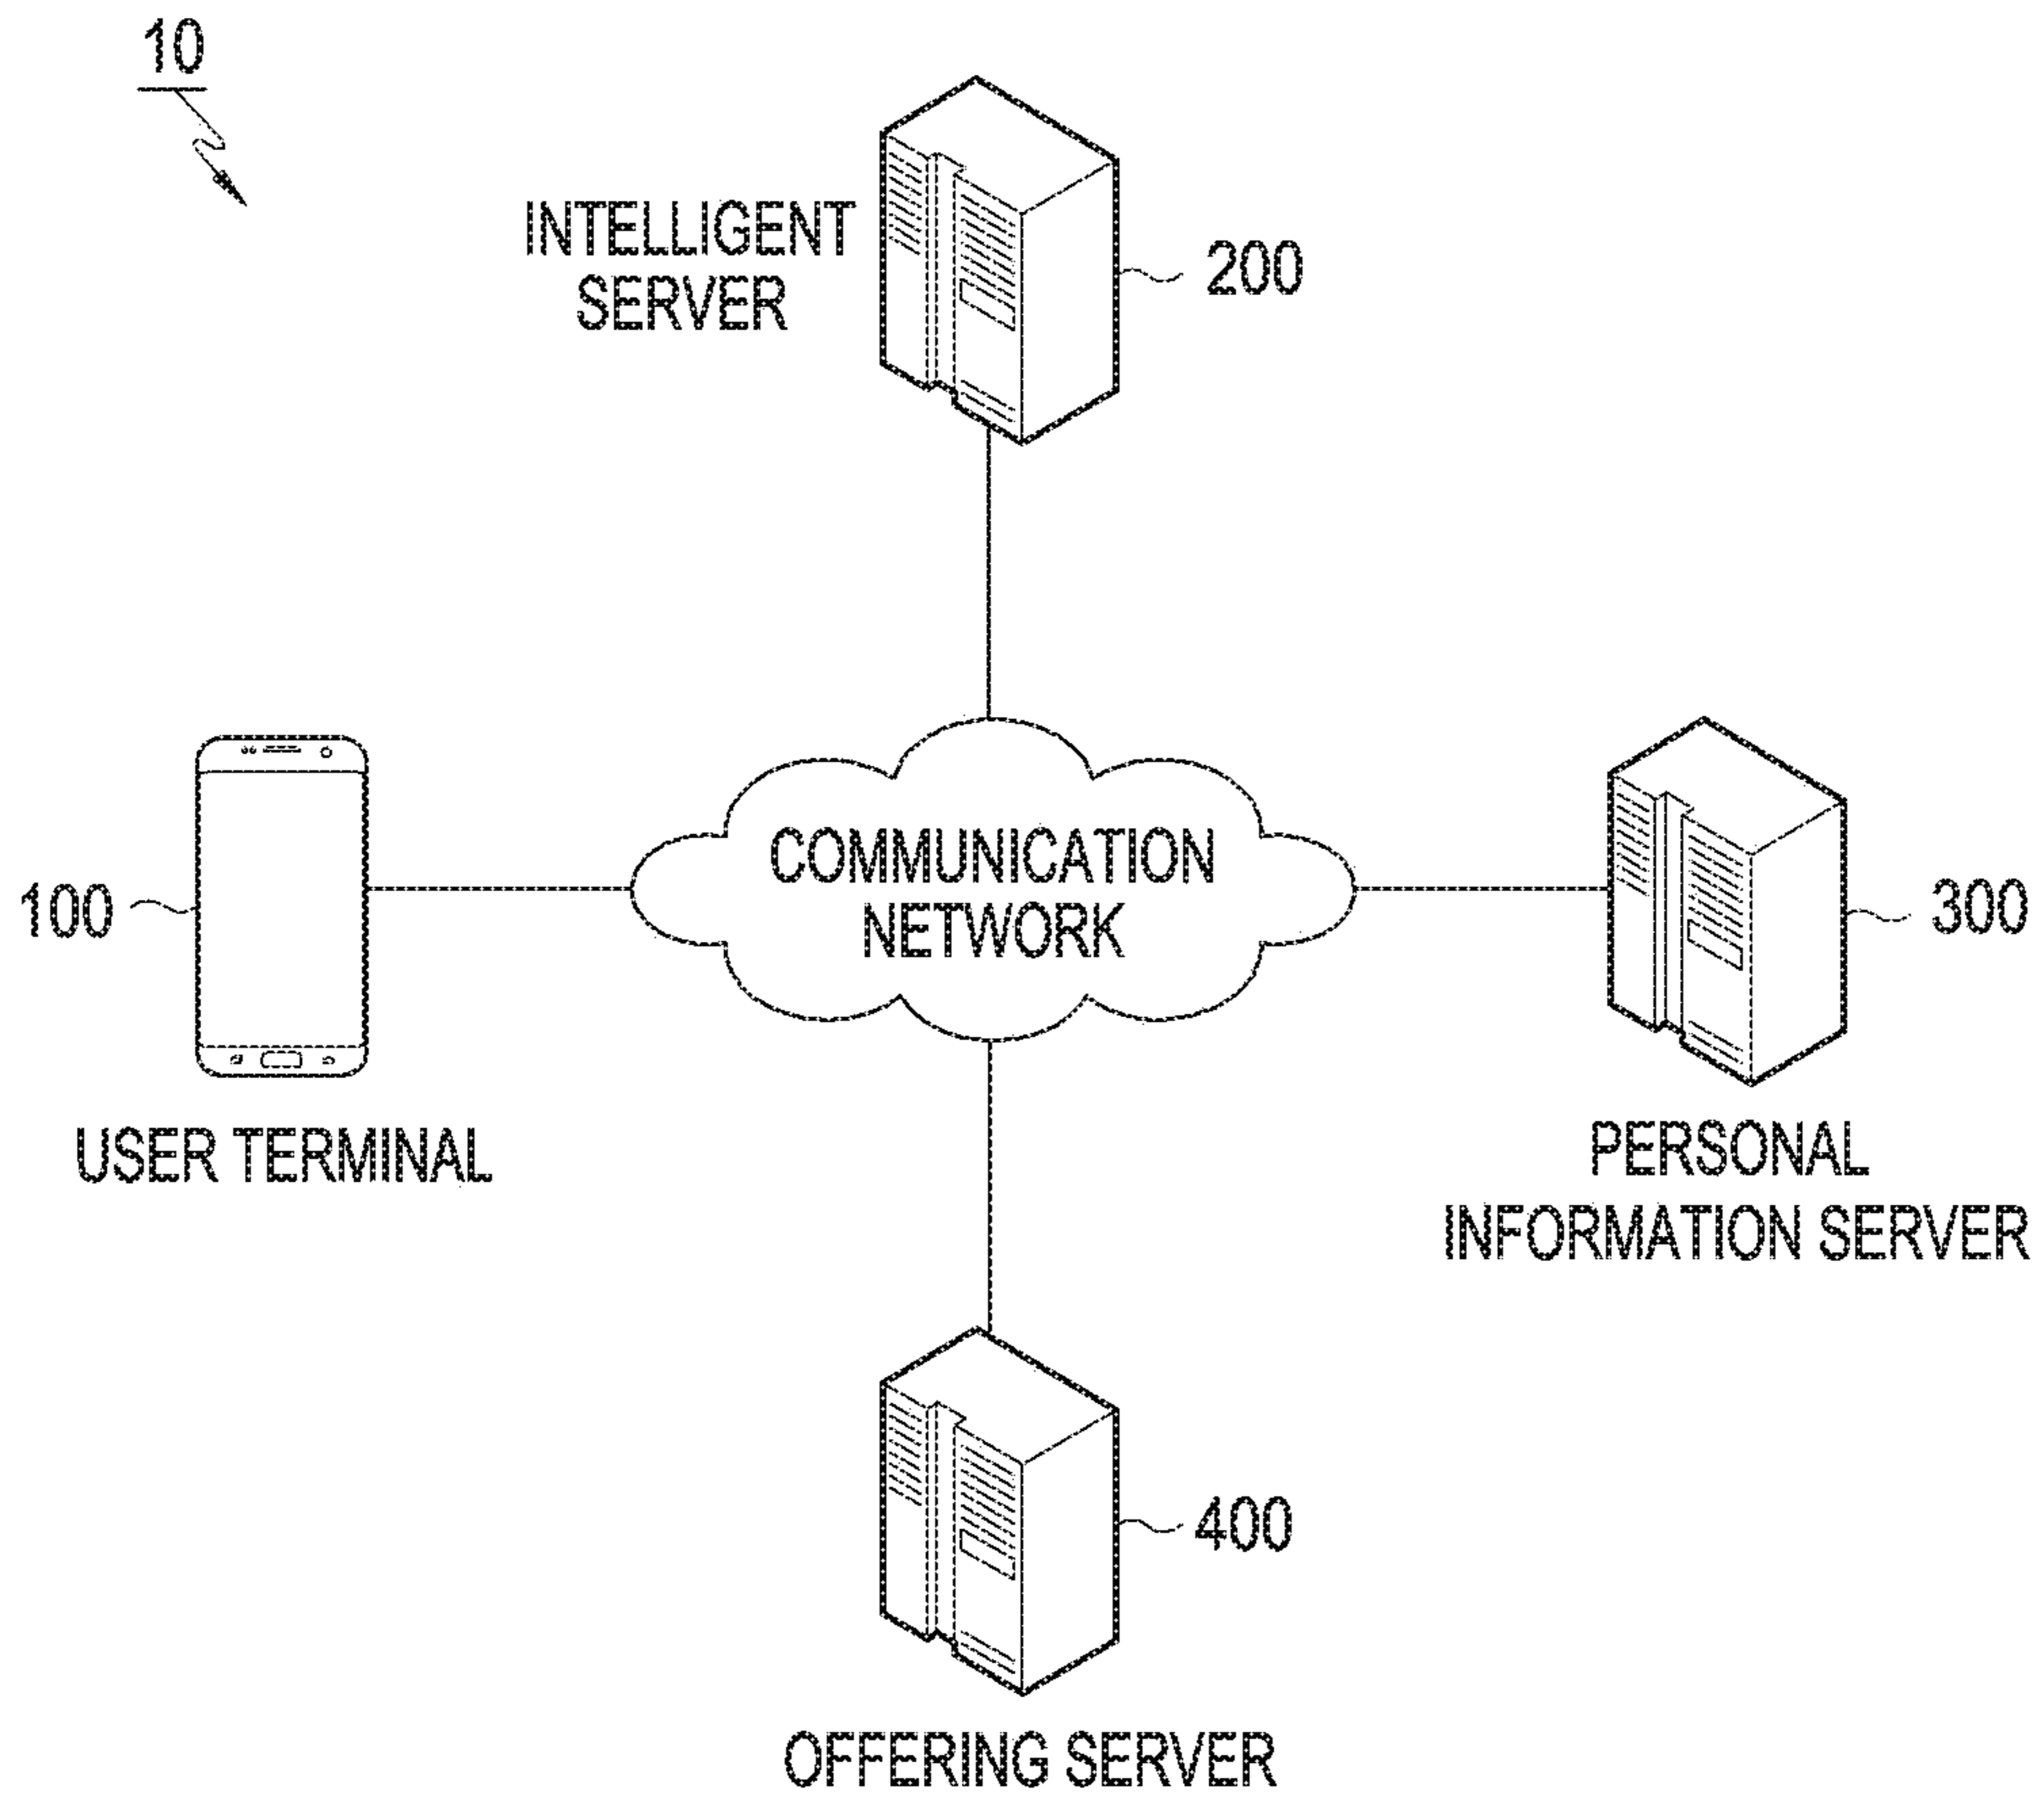 10
INTELLIGENT
SERVER
200
COMMUNICATION
NETWORK
100
300
USER TERMINAL
PERSONAL
INFORMATION SERVER
400
OFFERING SERVER